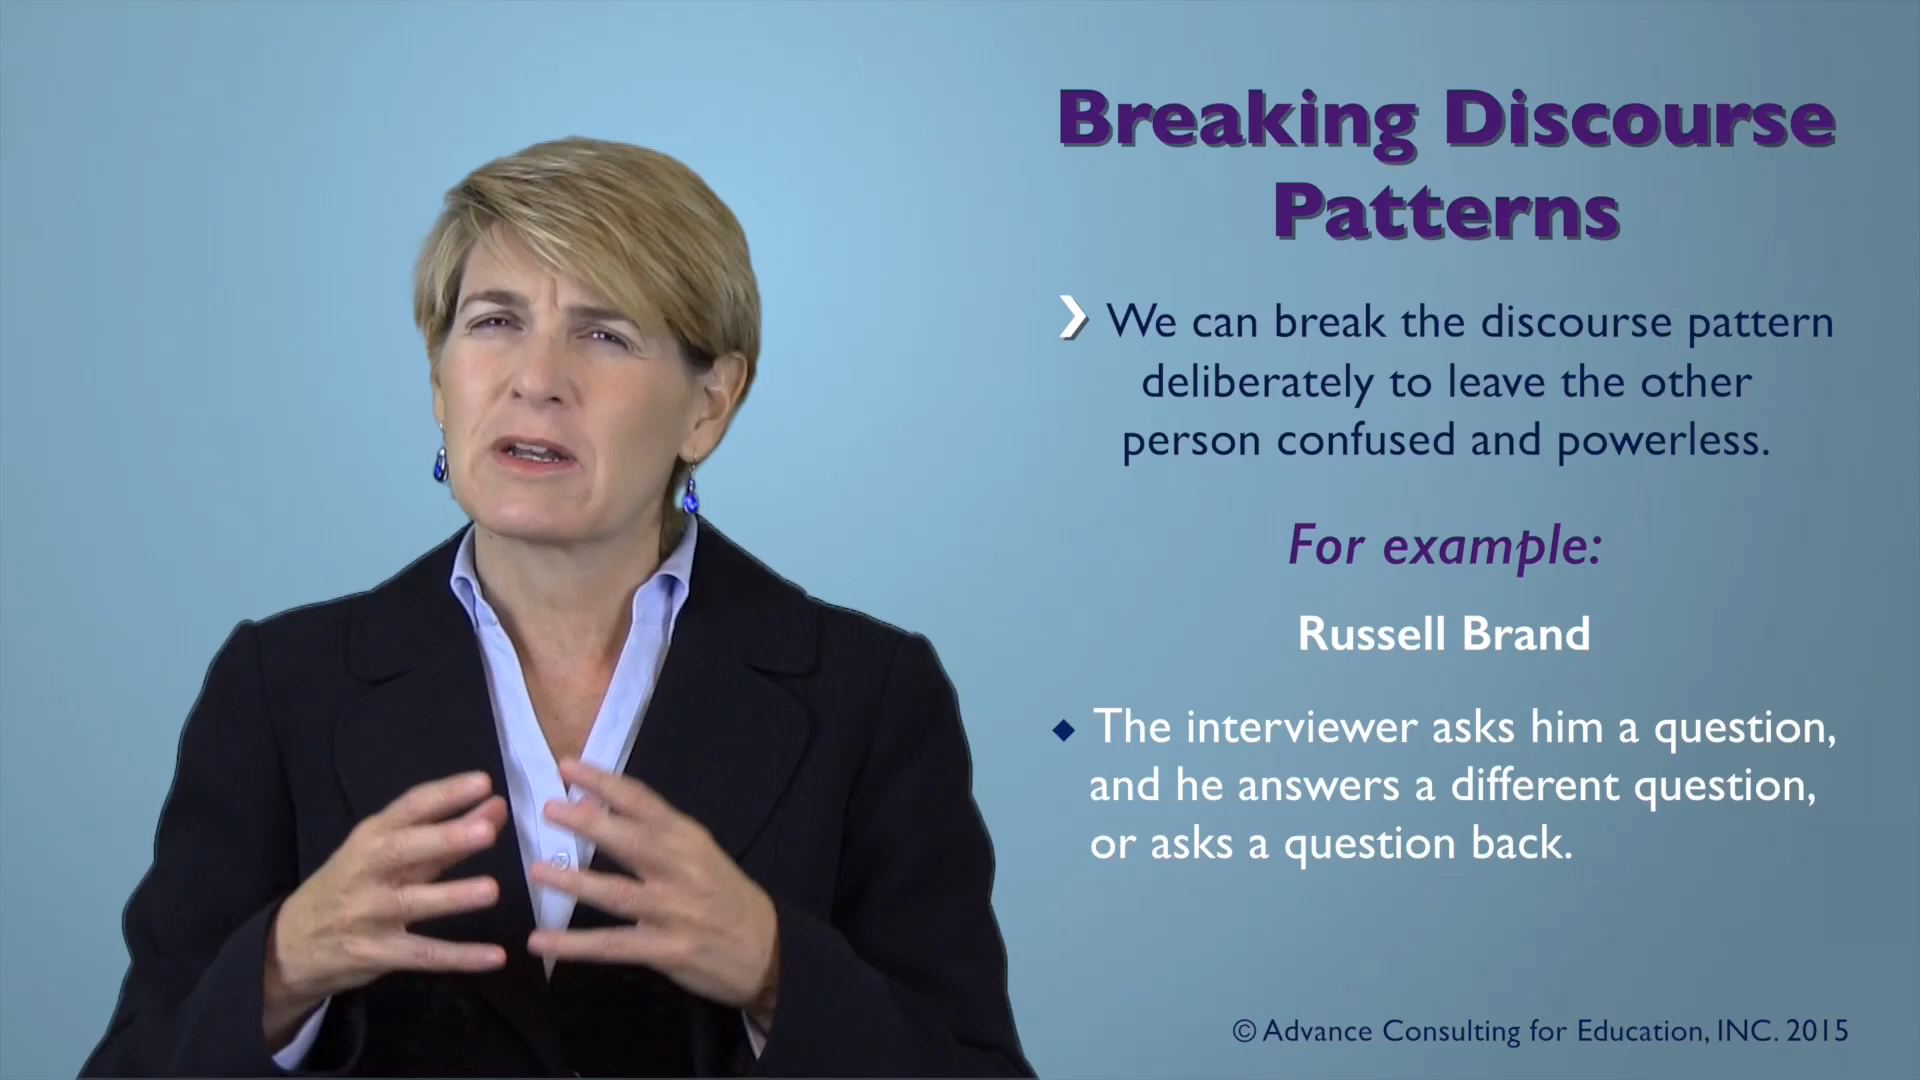 Breaking Discourse
Patterns
❯ We can break the discourse pattern
deliberately to leave the other
person confused and powerless.
For example:
Russell Brand
◆ The interviewer asks him a question,
and he answers a different question,
or asks a question back.
© Advance Consulting for Education, INC. 2015